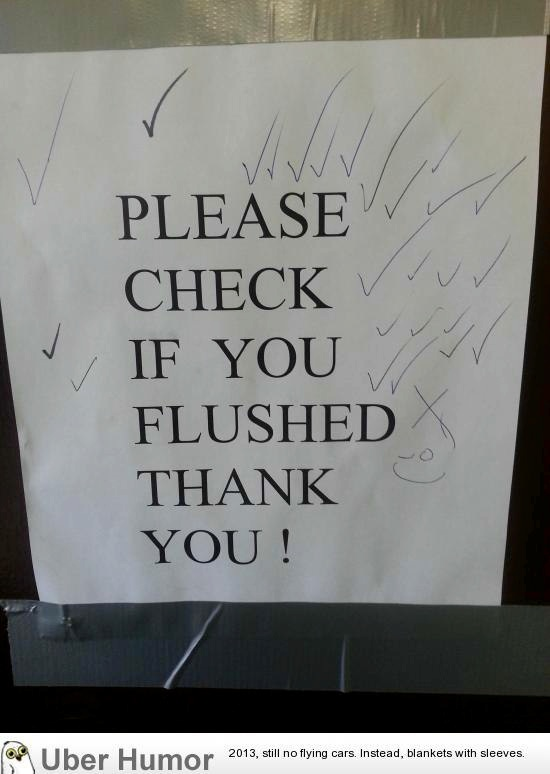 PLEASE
CHECK
IF YOU
FLUSHED
THANK
YOU !
Uber Humor
2013, still no flying cars. Instead, blankets with sleeves.